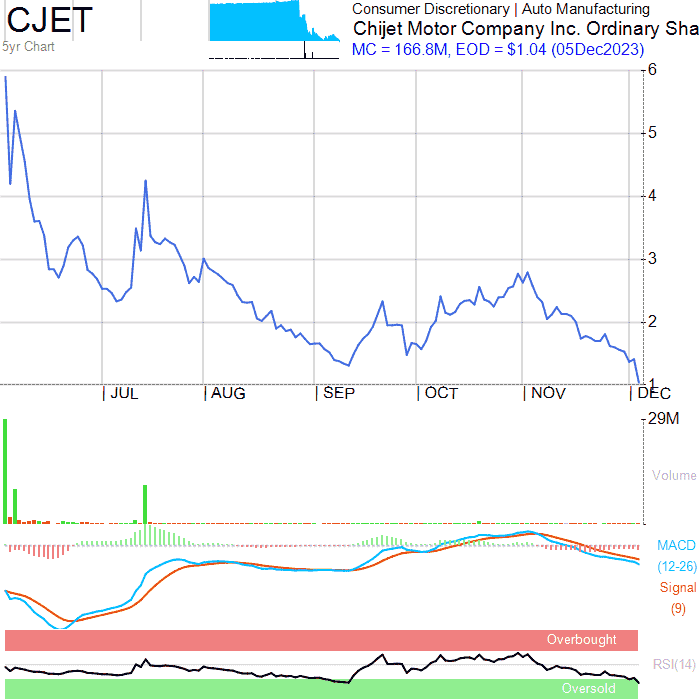 CJET
5yr Chart
Consumer Discretionary | Auto Manufacturing
Chijet Motor Company Inc. Ordinary Sha
MC = 166.8M, EOD = $1.04 (05Dec2023)
6
5
4
3
2
1
JUL AUG SEP OCT NOV DEC
29M
Volume
MACD
(12-26)
Signal
(9)
Overbought
RSI(14)
Oversold